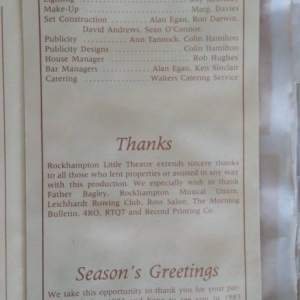 Make-Up ........................ Marg. Davies
Set Construction ......... Alan Egan, Ron Darwin,
David Andrews, Sean O'Connor.
Publicity .......... Ann Tannock, Colin Hamilton
Publicity Designs .................. Colin Hamilton
House Manager ..................... Rob Hughes
Bar Managers .......... Alan Egan, Ken Sinclair
Catering ............ Walters Catering Service
Thanks
Rockhampton Little Theatre extends sincere thanks
to all those who lent properties or assisted in any way
with this production. We especially wish to thank
Father Bagley, Rockhampton Musical Union,
Leichhardt Rowing Club, Ross Salon, The Morning
Bulletin, 4RO, RTQ7 and Record Printing Co.
Season's Greetings
We take this opportunity to thank you for your pat-